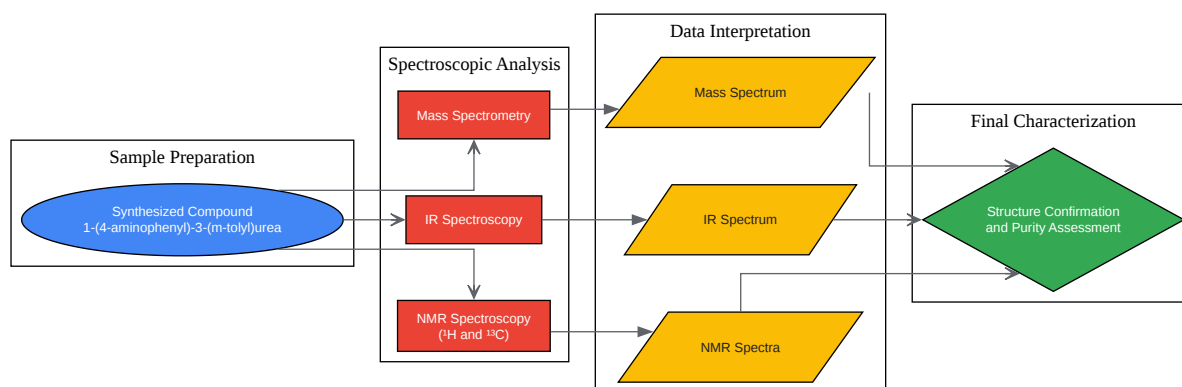 Sample Preparation
Synthesized Compound
1-(4-aminophenyl)-3-(m-tolyl)urea
Spectroscopic Analysis
Mass Spectrometry
IR Spectroscopy
NMR Spectroscopy
(¹H and ¹³C)
Data Interpretation
Mass Spectrum
IR Spectrum
NMR Spectra
Final Characterization
Structure Confirmation
and Purity Assessment